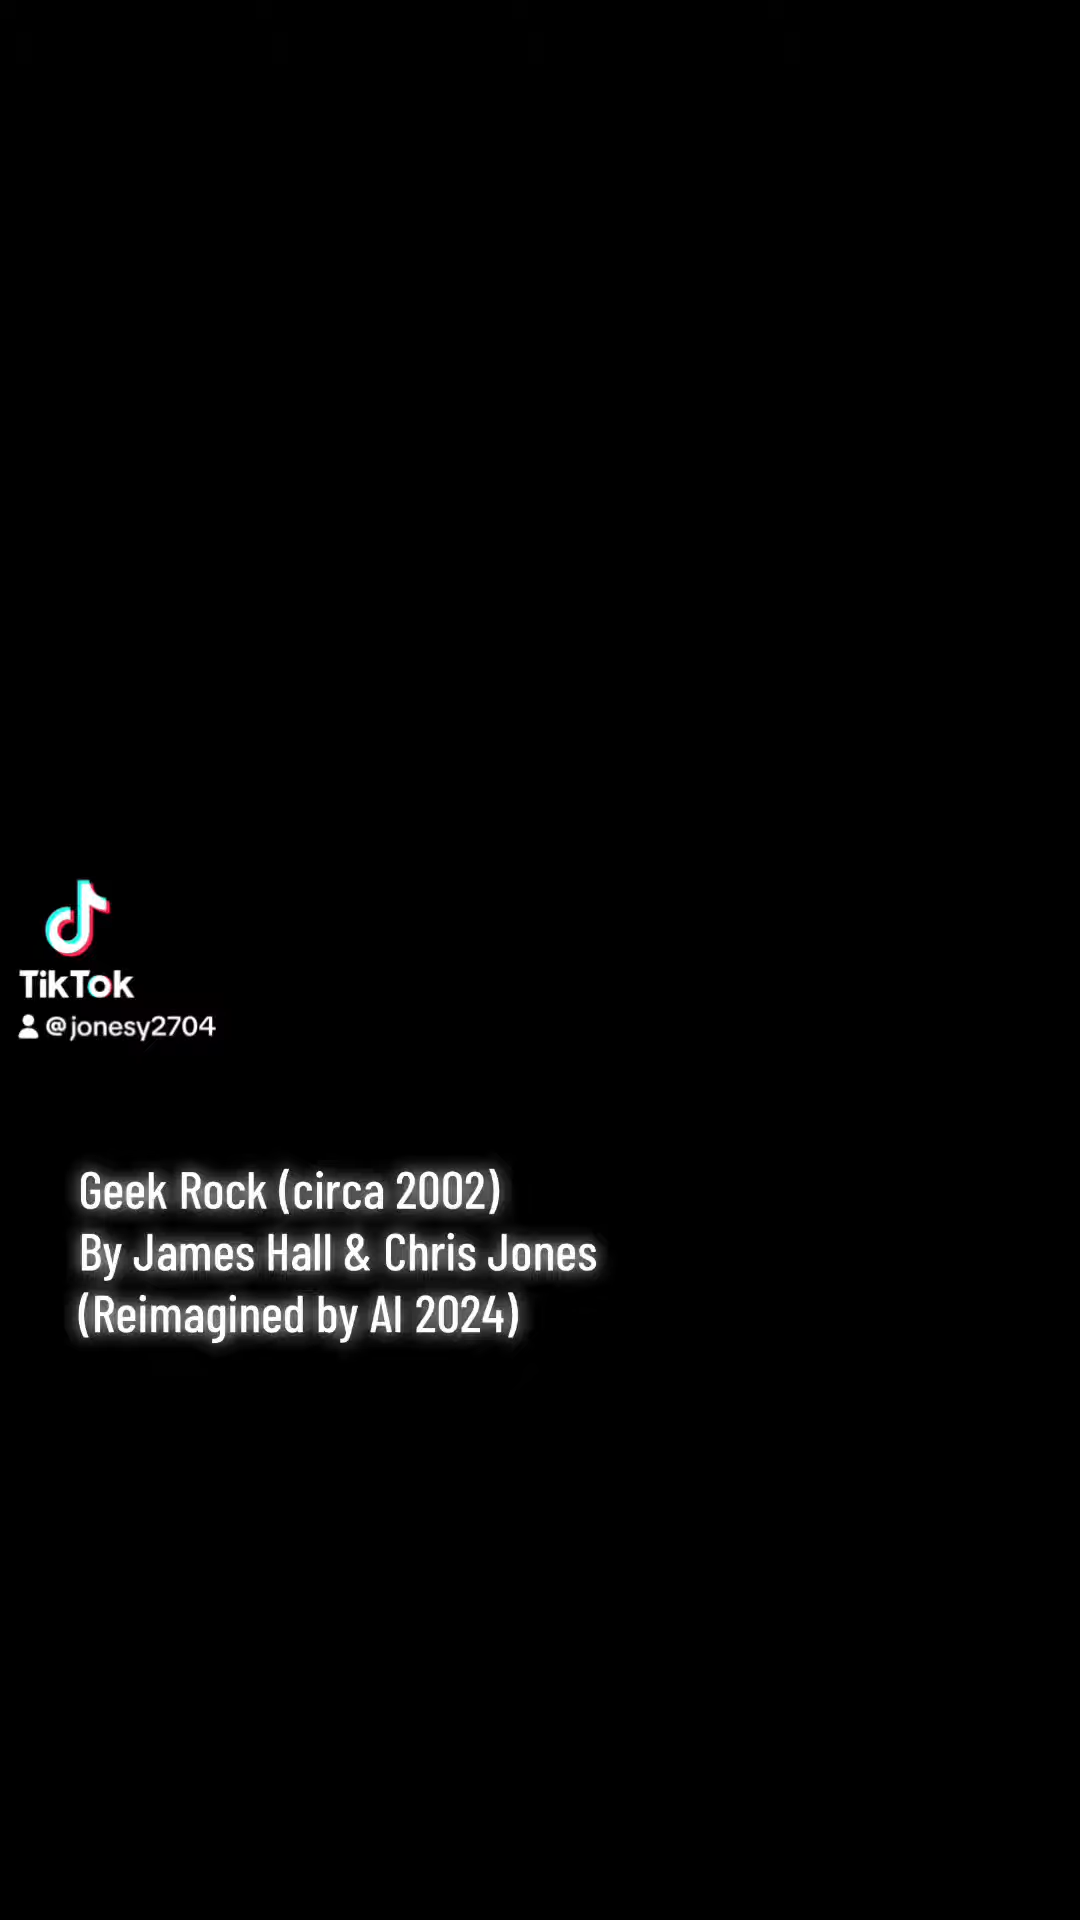 TikTok
@jonesy2704
Geek Rock (circa 2002)
By James Hall & Chris Jones
(Reimagined by AI 2024)